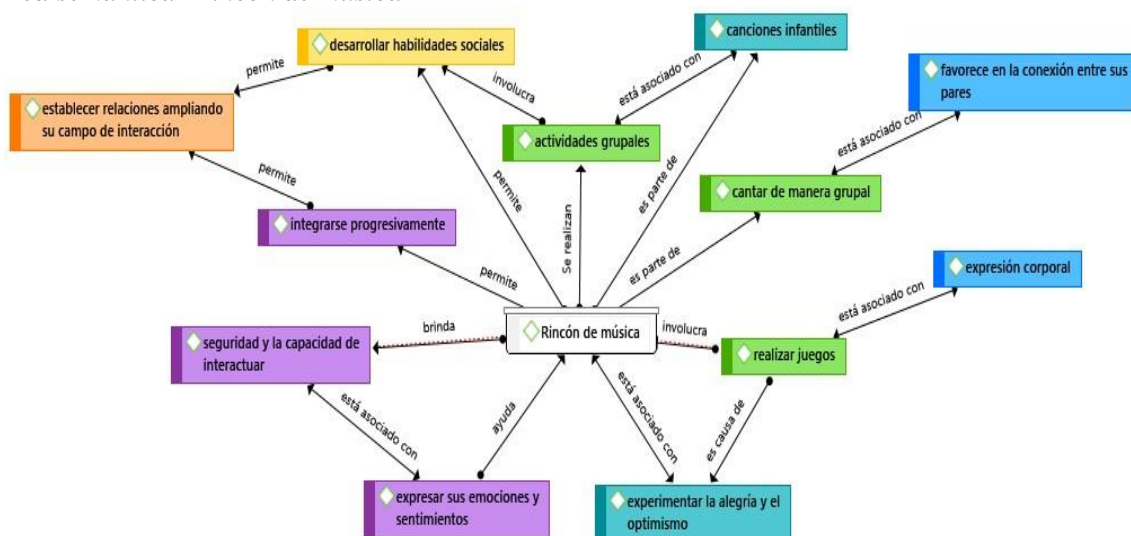 desarrollar habilidades sociales
canciones infantiles
permite
involucra
está asociado con
favorece en la conexión entre sus
pares
establecer relaciones ampliando
su campo de interacción
actividades grupales
está asociado con
permite
permite
es parte de
cantar de manera grupal
integrarse progresivamente
Se realizan
es parte de
permite
expresión corporal
está asociado con
brinda
Rincón de música
involucra
seguridad y la capacidad de
interactuar
realizar juegos
está asociado con
ayuda
está asociado con
es causa de
expresar sus emociones y
sentimientos
experimentar la alegría y el
optimismo